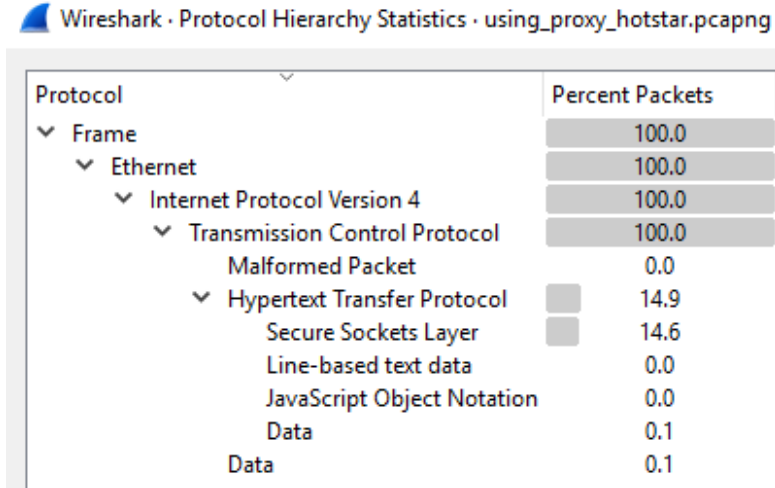 Wireshark · Protocol Hierarchy Statistics · using_proxy_hotstar.pcapng
Protocol Percent Packets
Frame 100.0
Ethernet 100.0
Internet Protocol Version 4 100.0
Transmission Control Protocol 100.0
Malformed Packet 0.0
Hypertext Transfer Protocol 14.9
Secure Sockets Layer 14.6
Line-based text data 0.0
JavaScript Object Notation 0.0
Data 0.1
Data 0.1